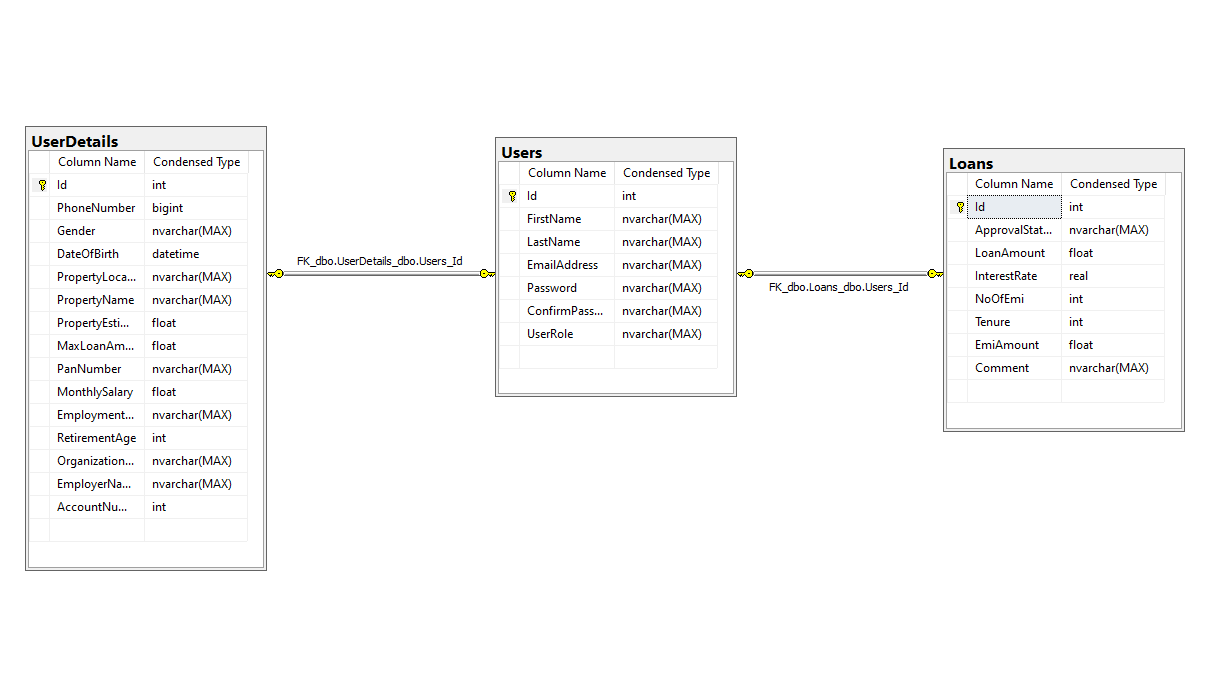 UserDetails
Column Name Condensed Type
Id int
PhoneNumber bigint
Gender nvarchar(MAX)
DateOfBirth datetime
PropertyLoca... nvarchar(MAX)
PropertyName nvarchar(MAX)
PropertyEsti... float
MaxLoanAm... float
PanNumber nvarchar(MAX)
MonthlySalary float
Employment... nvarchar(MAX)
RetirementAge int
Organization... nvarchar(MAX)
EmployerNa... nvarchar(MAX)
AccountNu... int
FK_dbo.UserDetails_dbo.Users_Id
Users
Column Name Condensed Type
Id int
FirstName nvarchar(MAX)
LastName nvarchar(MAX)
EmailAddress nvarchar(MAX)
Password nvarchar(MAX)
ConfirmPass... nvarchar(MAX)
UserRole nvarchar(MAX)
FK_dbo.Loans_dbo.Users_Id
Loans
Column Name Condensed Type
Id int
ApprovalStat... nvarchar(MAX)
LoanAmount float
InterestRate real
NoOfEmi int
Tenure int
EmiAmount float
Comment nvarchar(MAX)